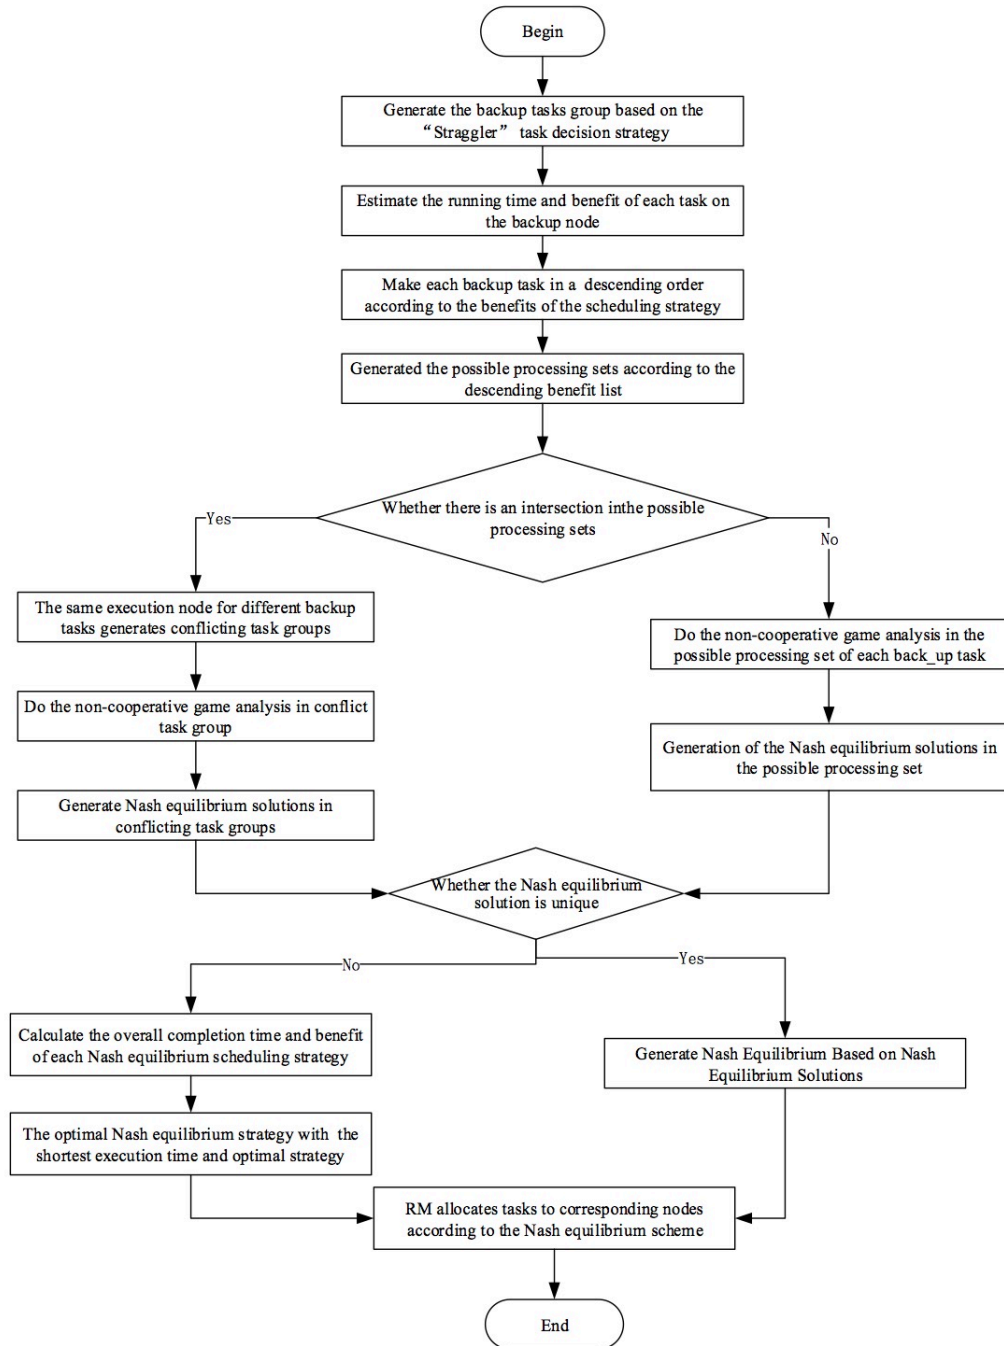 Begin
Generate the backup tasks group based on the
“Straggler” task decision strategy
Estimate the running time and benefit of each task on
the backup node
Make each backup task in a descending order
according to the benefits of the scheduling strategy
Generated the possible processing sets according to the
descending benefit list
Whether there is an intersection inthe possible
processing sets
Yes
No
The same execution node for different backup
tasks generates conflicting task groups
Do the non-cooperative game analysis in the
possible processing set of each back_up task
Do the non-cooperative game analysis in conflict
task group
Generation of the Nash equilibrium solutions in
the possible processing set
Generate Nash equilibrium solutions in
conflicting task groups
Whether the Nash equilibrium
solution is unique
No
Yes
Calculate the overall completion time and benefit
of each Nash equilibrium scheduling strategy
Generate Nash Equilibrium Based on Nash
Equilibrium Solutions
The optimal Nash equilibrium strategy with the
shortest execution time and optimal strategy
RM allocates tasks to corresponding nodes
according to the Nash equilibrium scheme
End